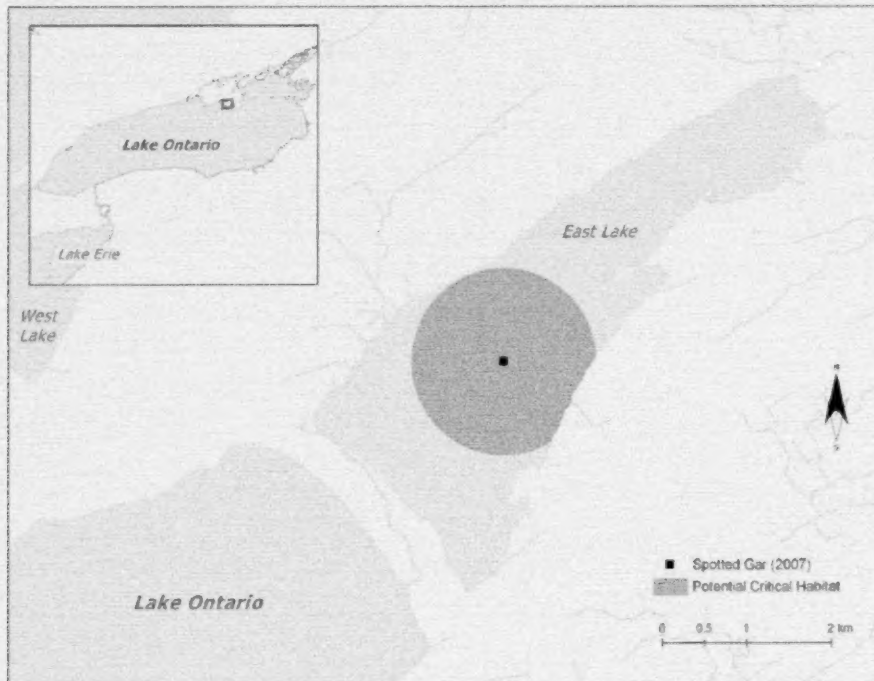 Lake Ontario
Lake Erie
West
Lake
East Lake
Lake Ontario
Spotted Gar (2007)
Potential Critical Habitat
0 0.5 1 2 km